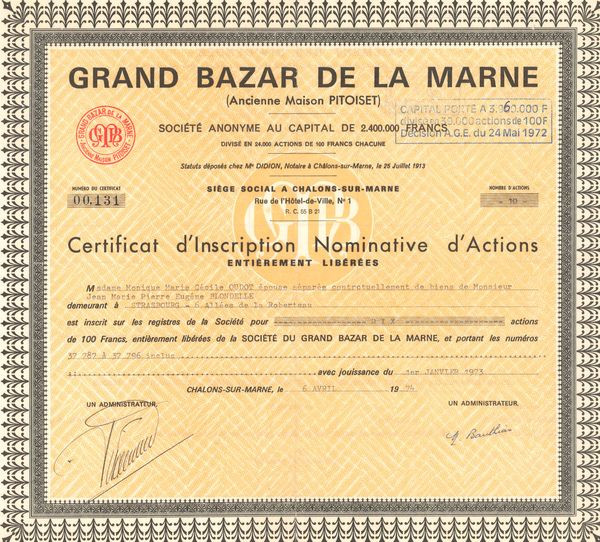 GRAND BAZAR DE LA MARNE
(Ancienne Maison PITOISET)
CAPITAL PORTÉ A 3.960.000 F
divisé en 39.600 actions de 100F
Décision A.G.E. du 24 Mai 1972
GRAND BAZAR DE LA MARNE
GPB
Ancienne Maison PITOISET
SOCIÉTÉ ANONYME AU CAPITAL DE 2.400.000 FRANCS
DIVISÉ EN 24.000 ACTIONS DE 100 FRANCS CHACUNE
Statuts déposés chez Me DIDION, Notaire à Châlons-sur-Marne, le 25 Juillet 1913
NUMÉRO DU CERTIFICAT
00.131
SIÈGE SOCIAL A CHALONS-SUR-MARNE
Rue de l'Hôtel-de-Ville, N° 1
R. C. 55 B 21
NOMBRE D'ACTIONS
- 10 -
GPB
Certificat d'Inscription Nominative d'Actions
ENTIÈREMENT LIBÉRÉES
Madame Monique Marie Cécile OUDOT épouse séparée contractuellement de biens de Monsieur
Jean Marie Pierre Eugène BLONDELLE
demeurant à STRASBOURG - 6 Allées de la Robertsau
est inscrit sur les registres de la Société pour DIX actions
de 100 Francs, entièrement libérées de la SOCIÉTÉ DU GRAND BAZAR DE LA MARNE, et portant les numéros
37 787 à 37 796 inclus
avec jouissance du 1er JANVIER 1973
CHALONS-SUR-MARNE, le 6 AVRIL 1974
UN ADMINISTRATEUR, UN ADMINISTRATEUR,